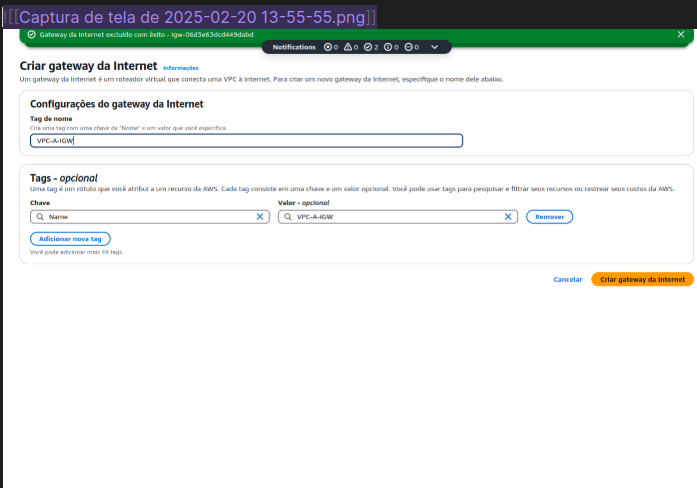 ![[Captura de tela de 2025-02-20 13-55-55.png]]
Gateway da Internet excluído com êxito - igw-06d3e63dcd449dabd
Notifications 0 0 2 0 0
Criar gateway da Internet Informações
Um gateway da Internet é um roteador virtual que conecta uma VPC à Internet. Para criar um novo gateway da Internet, especifique o nome dele abaixo.
Configurações do gateway da Internet
Tag de nome
Cria uma tag com uma chave de "Nome" e um valor que você especifica.
VPC-A-IGW
Tags - opcional
Uma tag é um rótulo que você atribui a um recurso da AWS. Cada tag consiste em uma chave e um valor opcional. Você pode usar tags para pesquisar e filtrar seus recursos ou rastrear seus custos da AWS.
Chave Valor - opcional
Name VPC-A-IGW Remover
Adicionar nova tag
Você pode adicionar mais 49 tags.
Cancelar Criar gateway da Internet